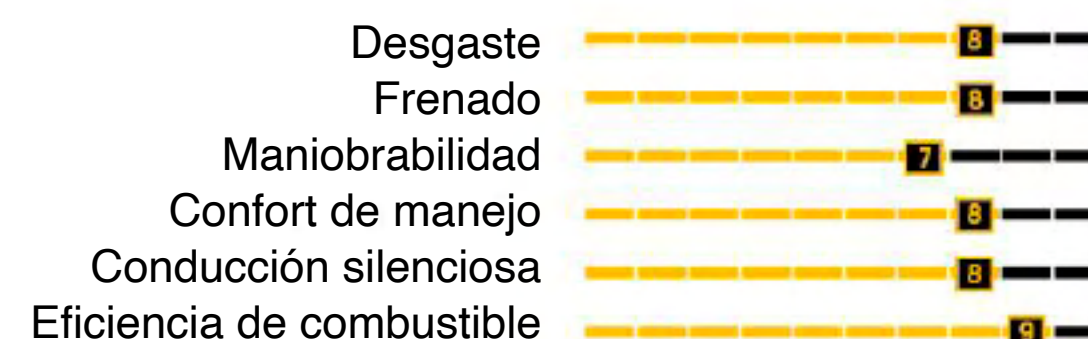 Desgaste 8
Frenado 8
Maniobrabilidad 7
Confort de manejo 8
Conducción silenciosa 8
Eficiencia de combustible 9